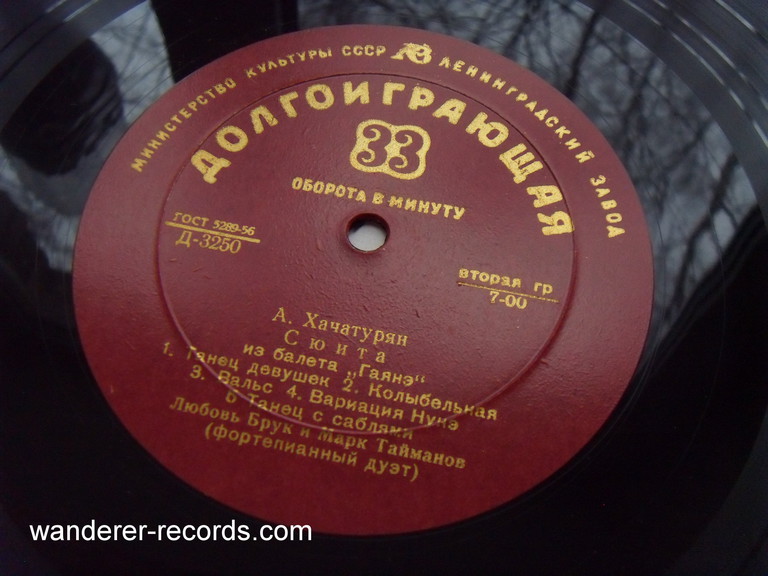 МИНИСТЕРСТВО КУЛЬТУРЫ СССР ЛЕНИНГРАДСКИЙ ЗАВОД
ДОЛГОИГРАЮЩАЯ
33
ОБОРОТА В МИНУТУ
ГОСТ 5289-56
Д-3250
вторая гр
7-00
А. Хачатурян
Сюита
из балета „Гаянэ“
1. Танец девушек 2. Колыбельная
3. Вальс 4. Вариация Нунэ
5 Танец с саблями
Любовь Брук и Марк Тайманов
(фортепианный дуэт)
wanderer-records.com